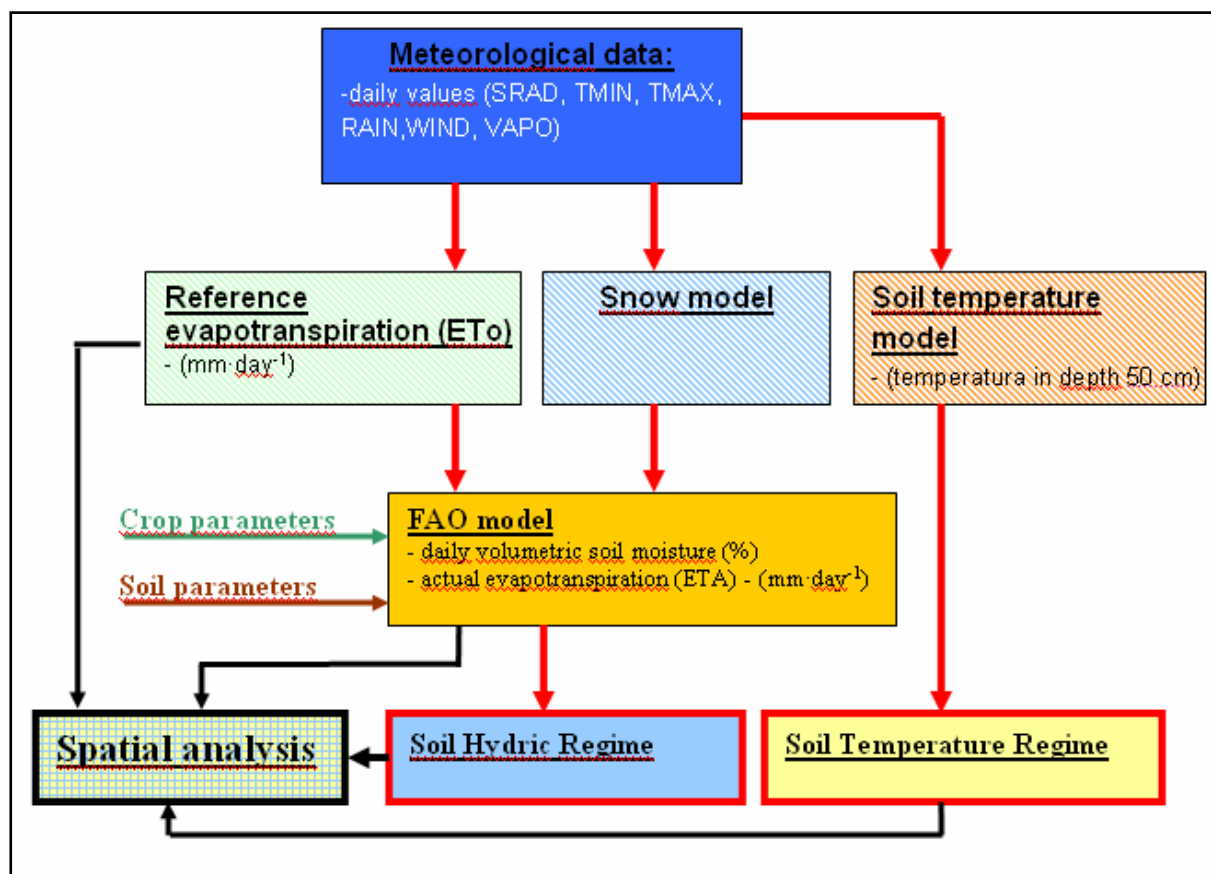 Meteorological data:
-daily values (SRAD, TMIN, TMAX,
RAIN,WIND, VAPO)
Reference
evapotranspiration (ETo)
- (mm·day⁻¹)
Snow model
Soil temperature
model
- (temperatura in depth 50 cm)
Crop parameters
Soil parameters
FAO model
- daily volumetric soil moisture (%)
- actual evapotranspiration (ETA) - (mm·day⁻¹)
Spatial analysis
Soil Hydric Regime
Soil Temperature Regime